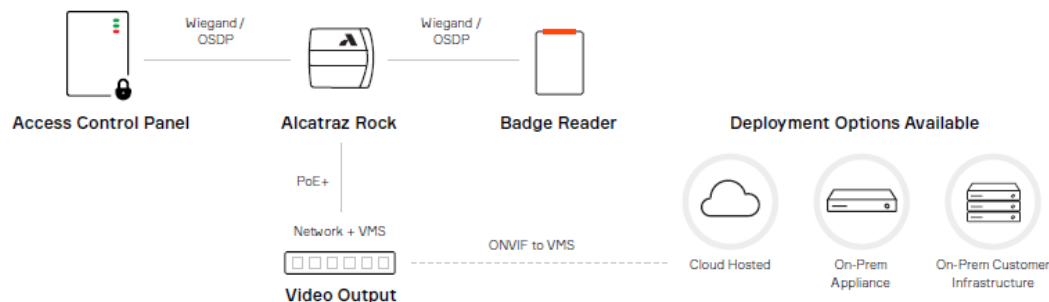 Wiegand /
OSDP
Wiegand /
OSDP
Access Control Panel
Alcatraz Rock
Badge Reader
Deployment Options Available
PoE+
Network + VMS
ONVIF to VMS
Video Output
Cloud Hosted
On-Prem
Appliance
On-Prem Customer
Infrastructure